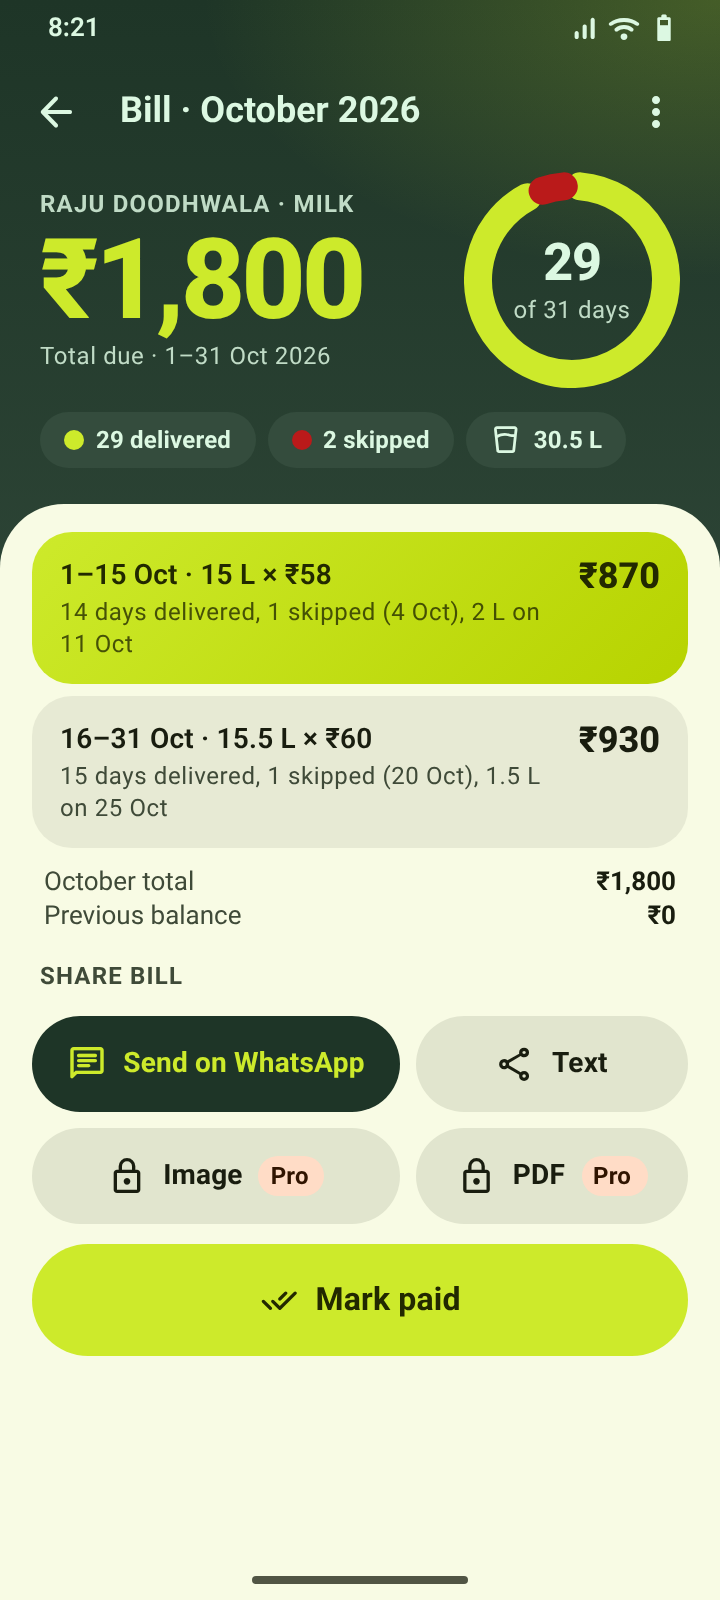 8:21
Bill · October 2026
RAJU DOODHWALA · MILK
₹1,800
Total due · 1–31 Oct 2026
29
of 31 days
29 delivered
2 skipped
30.5 L
1–15 Oct · 15 L × ₹58
₹870
14 days delivered, 1 skipped (4 Oct), 2 L on
11 Oct
16–31 Oct · 15.5 L × ₹60
₹930
15 days delivered, 1 skipped (20 Oct), 1.5 L
on 25 Oct
October total
₹1,800
Previous balance
₹0
SHARE BILL
Send on WhatsApp
Text
Image
Pro
PDF
Pro
Mark paid